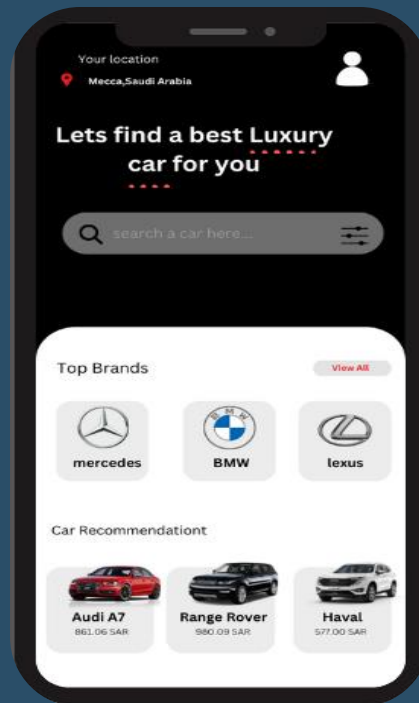 Your location
Mecca,Saudi Arabia
Lets find a best Luxury
car for you
search a car here...
Top Brands
View All
mercedes
BMW
BMW
lexus
Car Recommendationt
Audi A7
861.06 SAR
Range Rover
980.09 SAR
Haval
577.00 SAR